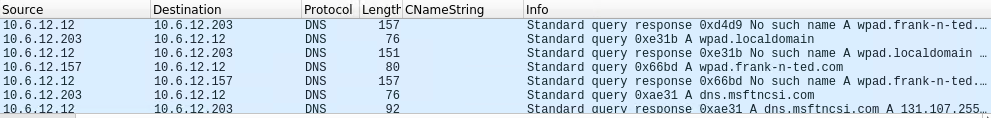 Source Destination Protocol Length CNameString Info
10.6.12.12 10.6.12.203 DNS 157 Standard query response 0xd4d9 No such name A wpad.frank-n-ted.…
10.6.12.203 10.6.12.12 DNS 76 Standard query 0xe31b A wpad.localdomain
10.6.12.12 10.6.12.203 DNS 151 Standard query response 0xe31b No such name A wpad.localdomain …
10.6.12.157 10.6.12.12 DNS 80 Standard query 0x66bd A wpad.frank-n-ted.com
10.6.12.12 10.6.12.157 DNS 157 Standard query response 0x66bd No such name A wpad.frank-n-ted.…
10.6.12.203 10.6.12.12 DNS 76 Standard query 0xae31 A dns.msftncsi.com
10.6.12.12 10.6.12.203 DNS 92 Standard query response 0xae31 A dns.msftncsi.com A 131.107.255…